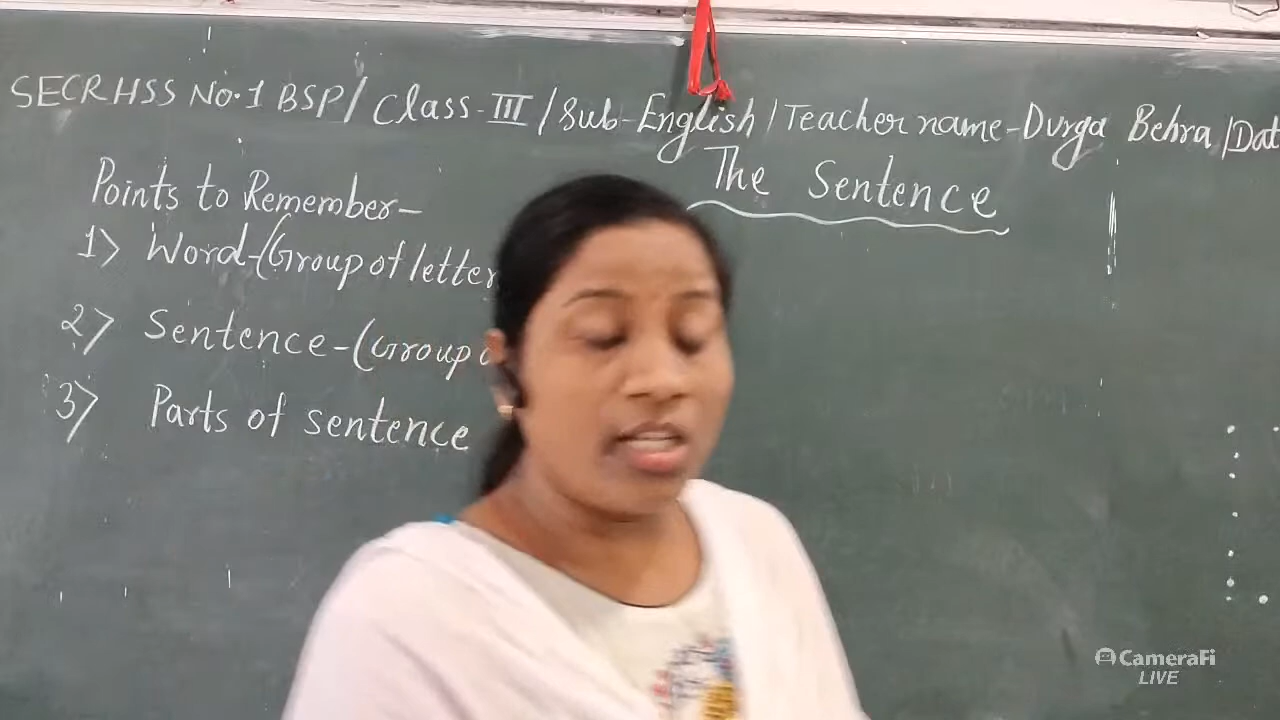 SECRHSS No.1 BSP/ Class-III /Sub-English/Teacher name-Durga Behra /Dat
The Sentence
Points to Remember-
1> Word-(Group of letter
2> Sentence-(Group o
3> Parts of sentence
CameraFi
LIVE